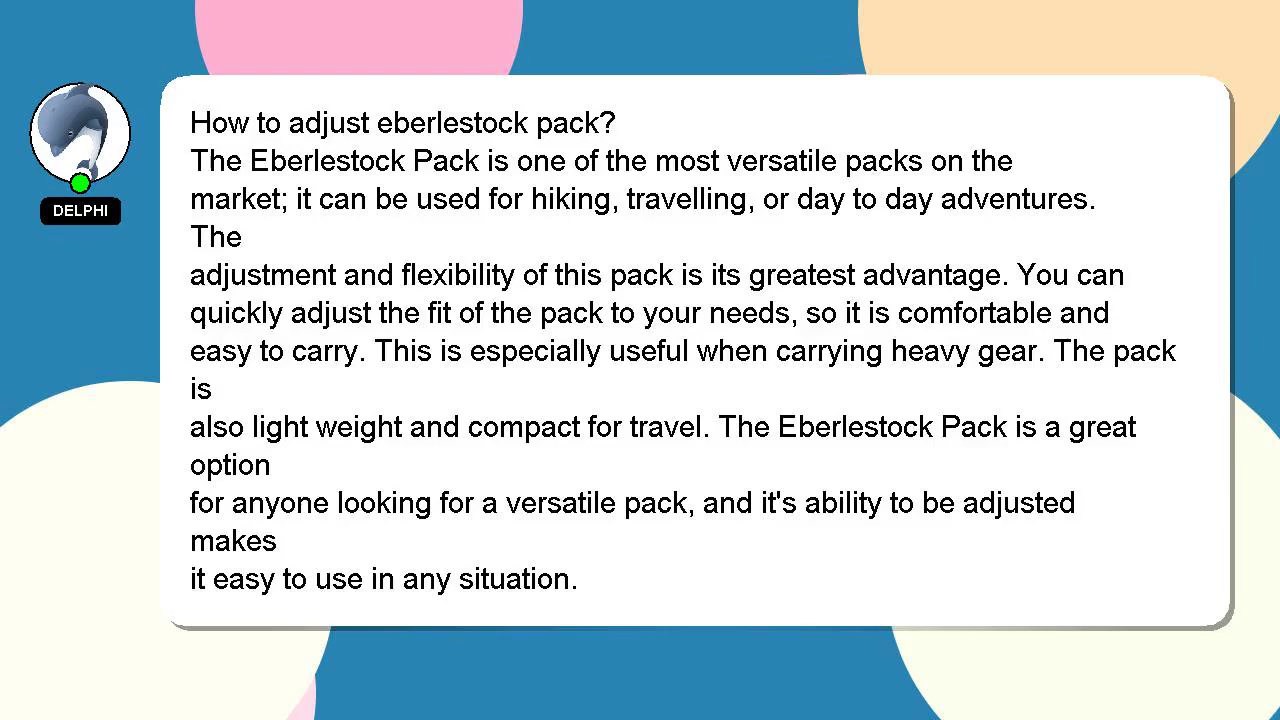 DELPHI
How to adjust eberlestock pack?
The Eberlestock Pack is one of the most versatile packs on the
market; it can be used for hiking, travelling, or day to day adventures.
The
adjustment and flexibility of this pack is its greatest advantage. You can
quickly adjust the fit of the pack to your needs, so it is comfortable and
easy to carry. This is especially useful when carrying heavy gear. The pack
is
also light weight and compact for travel. The Eberlestock Pack is a great
option
for anyone looking for a versatile pack, and it's ability to be adjusted
makes
it easy to use in any situation.